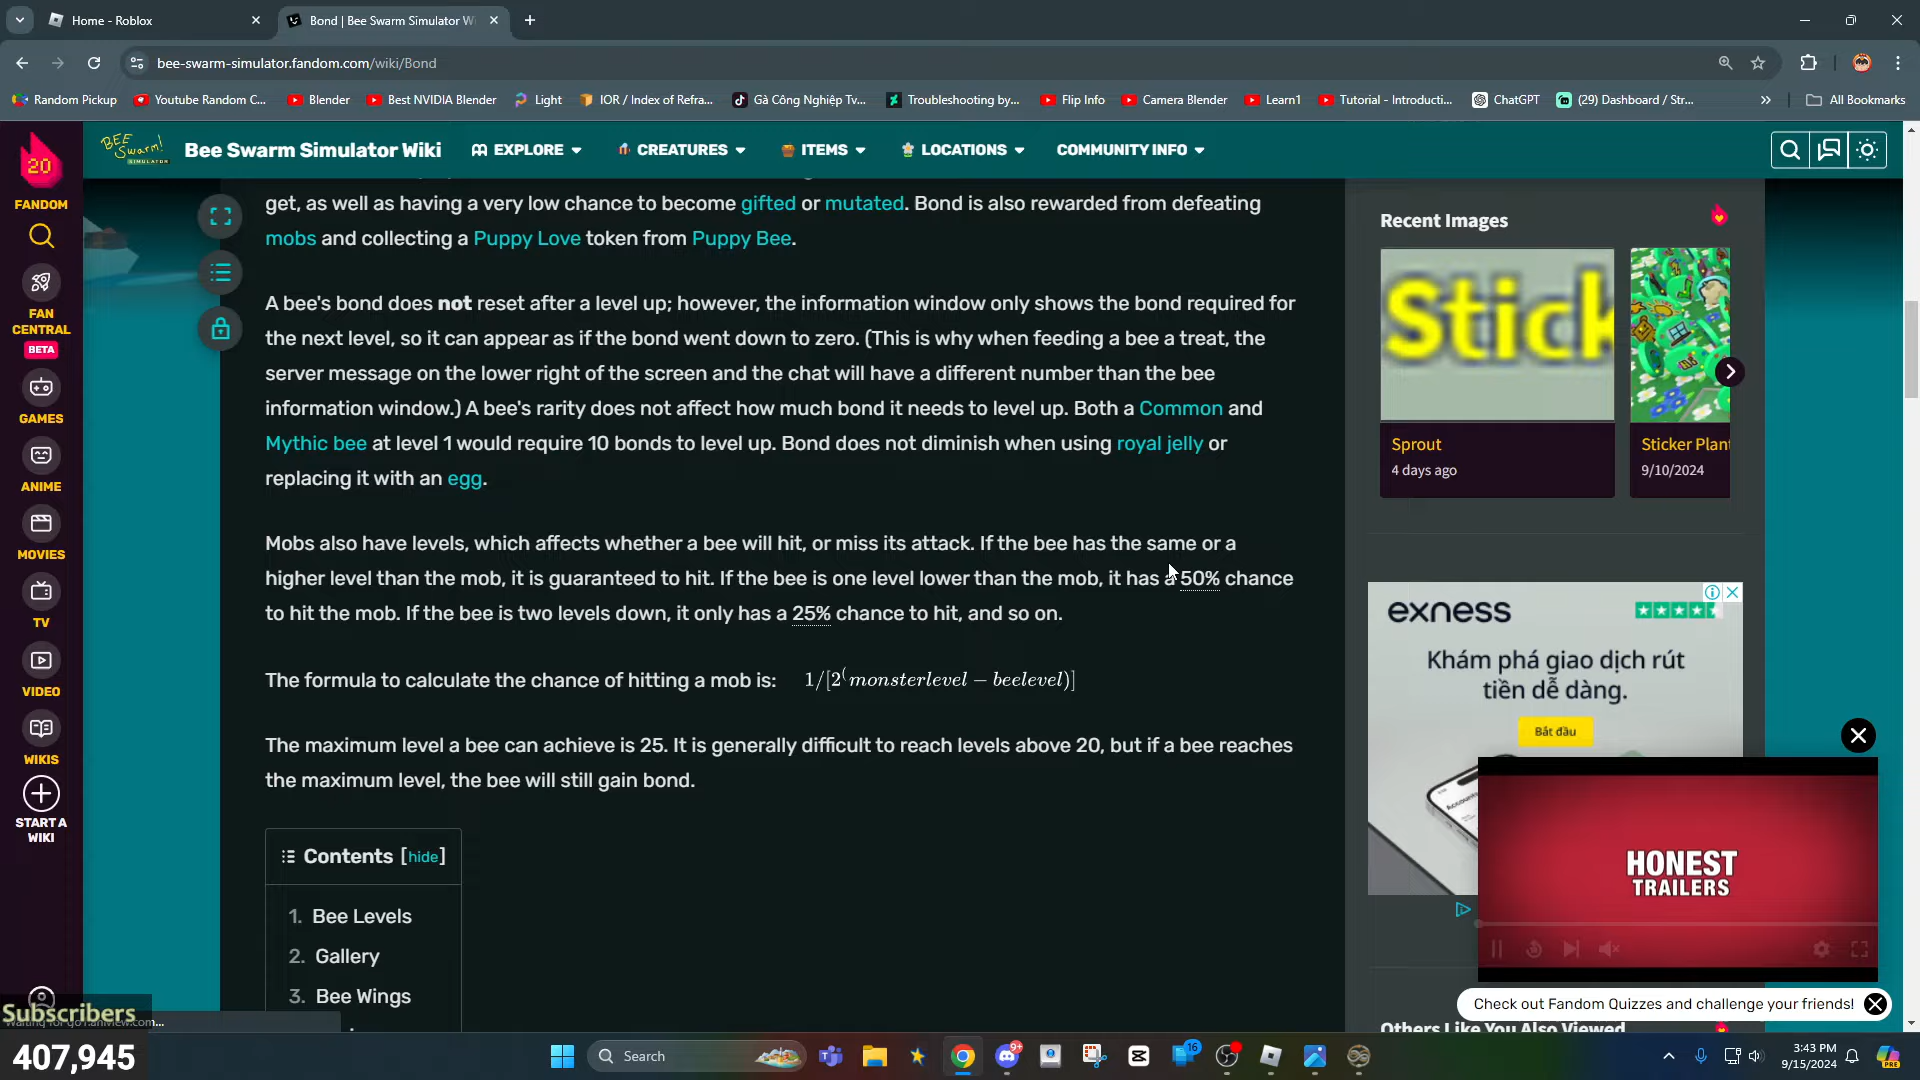 Home - Roblox
Bond | Bee Swarm Simulator W
bee-swarm-simulator.fandom.com/wiki/Bond
Random Pickup
Youtube Random C...
Blender
Best NVIDIA Blender
Light
IOR / Index of Refra...
Gà Công Nghiệp Tv...
Troubleshooting by...
Flip Info
Camera Blender
Learn1
Tutorial - Introducti...
ChatGPT
(29) Dashboard / Str...
All Bookmarks
BEE Swarm! SIMULATOR
Bee Swarm Simulator Wiki
EXPLORE
CREATURES
ITEMS
LOCATIONS
COMMUNITY INFO
20
FANDOM
FAN CENTRAL
BETA
GAMES
ANIME
MOVIES
TV
VIDEO
WIKIS
START A WIKI
get, as well as having a very low chance to become gifted or mutated. Bond is also rewarded from defeating
mobs and collecting a Puppy Love token from Puppy Bee.
A bee's bond does not reset after a level up; however, the information window only shows the bond required for
the next level, so it can appear as if the bond went down to zero. (This is why when feeding a bee a treat, the
server message on the lower right of the screen and the chat will have a different number than the bee
information window.) A bee's rarity does not affect how much bond it needs to level up. Both a Common and
Mythic bee at level 1 would require 10 bonds to level up. Bond does not diminish when using royal jelly or
replacing it with an egg.
Mobs also have levels, which affects whether a bee will hit, or miss its attack. If the bee has the same or a
higher level than the mob, it is guaranteed to hit. If the bee is one level lower than the mob, it has a 50% chance
to hit the mob. If the bee is two levels down, it only has a 25% chance to hit, and so on.
The formula to calculate the chance of hitting a mob is: 1/[2^(monsterlevel − beelevel)]
The maximum level a bee can achieve is 25. It is generally difficult to reach levels above 20, but if a bee reaches
the maximum level, the bee will still gain bond.
Contents [hide]
1. Bee Levels
2. Gallery
3. Bee Wings
Recent Images
Stick
Sprout
4 days ago
Sticker Plan
9/10/2024
exness
Khám phá giao dịch rút
tiền dễ dàng.
Bắt đầu
HONEST
TRAILERS
Check out Fandom Quizzes and challenge your friends!
Others Like You Also Viewed
Subscribers
407,945
Search
9+
16
3:43 PM
9/15/2024
PRE